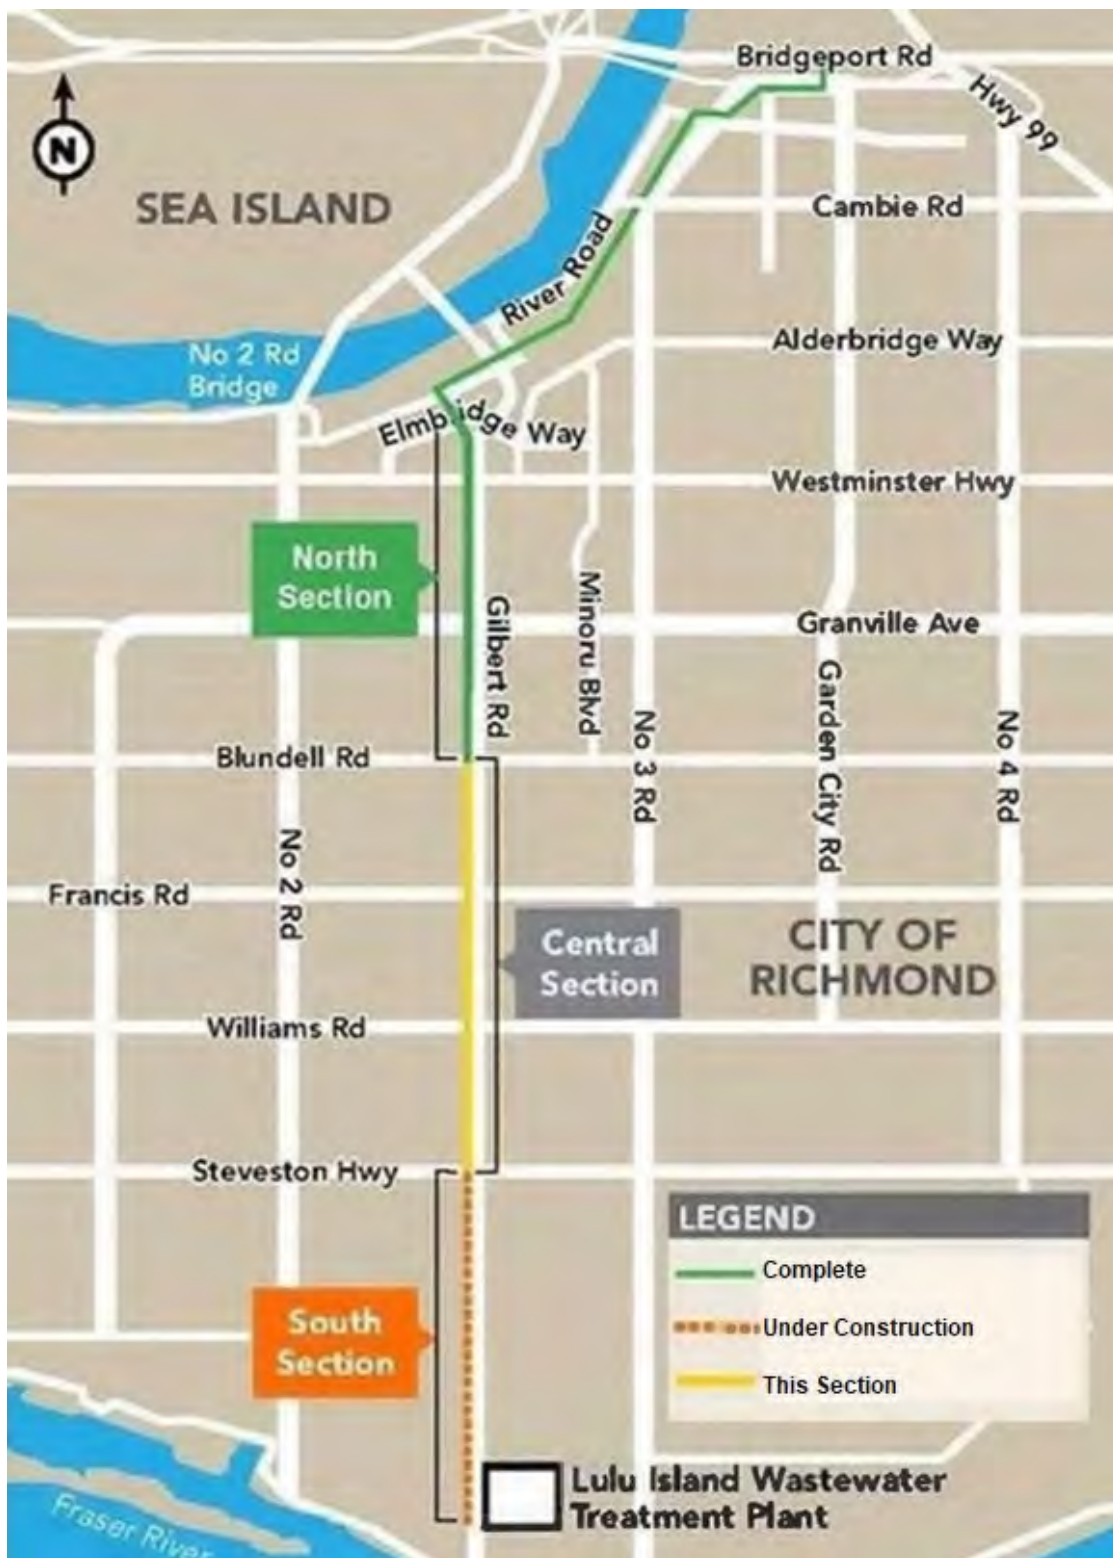 Bridgeport Rd
Hwy 99
N
SEA ISLAND
Cambie Rd
River Road
Alderbridge Way
No 2 Rd
Bridge
Elmbridge Way
Westminster Hwy
North
Section
Gilbert Rd
Minoru Blvd
Granville Ave
Garden City Rd
No 3 Rd
No 4 Rd
Blundell Rd
No 2 Rd
Francis Rd
Central
Section
CITY OF
RICHMOND
Williams Rd
Steveston Hwy
LEGEND
Complete
Under Construction
This Section
South
Section
Lulu Island Wastewater
Treatment Plant
Fraser River